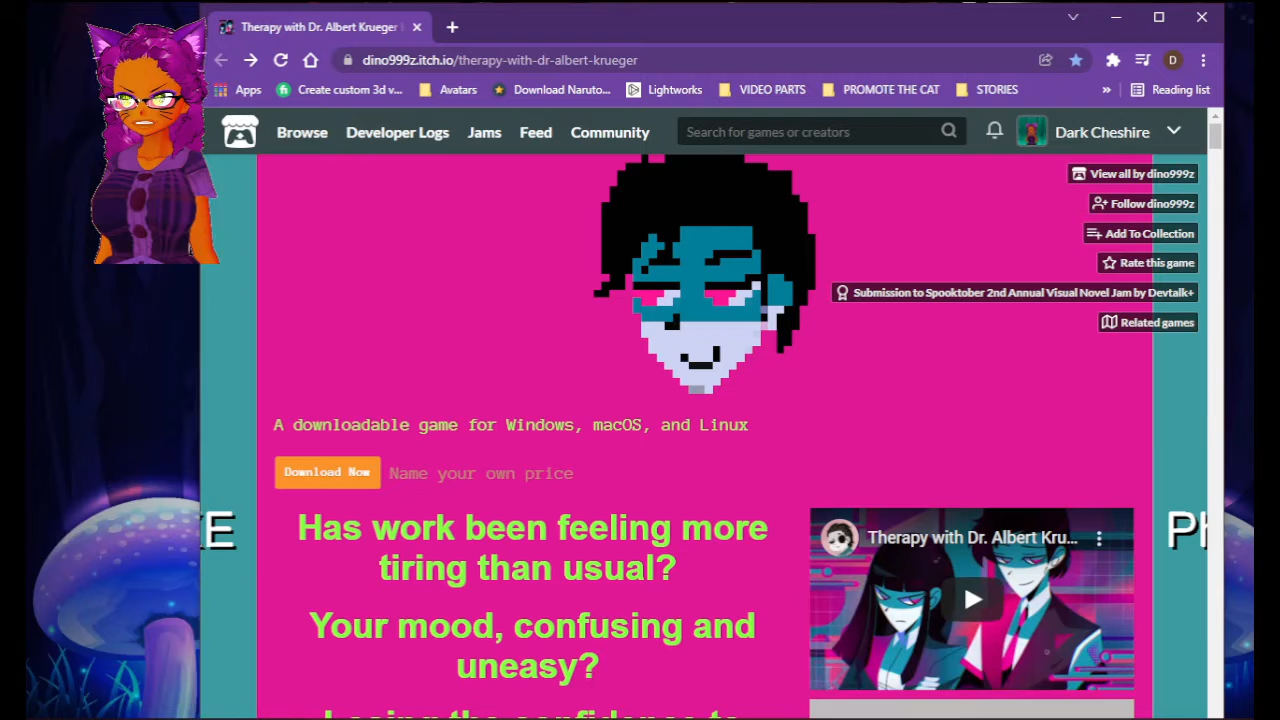 Therapy with Dr. Albert Krueger
dino999z.itch.io/therapy-with-dr-albert-krueger
D
Apps
Create custom 3d v...
Avatars
Download Naruto...
Lightworks
VIDEO PARTS
PROMOTE THE CAT
STORIES
»
Reading list
Browse
Developer Logs
Jams
Feed
Community
Search for games or creators
Dark Cheshire
View all by dino999z
Follow dino999z
Add To Collection
Rate this game
Submission to Spooktober 2nd Annual Visual Novel Jam by Devtalk+
Related games
A downloadable game for Windows, macOS, and Linux
Download Now
Name your own price
Has work been feeling more
tiring than usual?
Your mood, confusing and
uneasy?
Losing the confidence to
Therapy with Dr. Albert Kru...